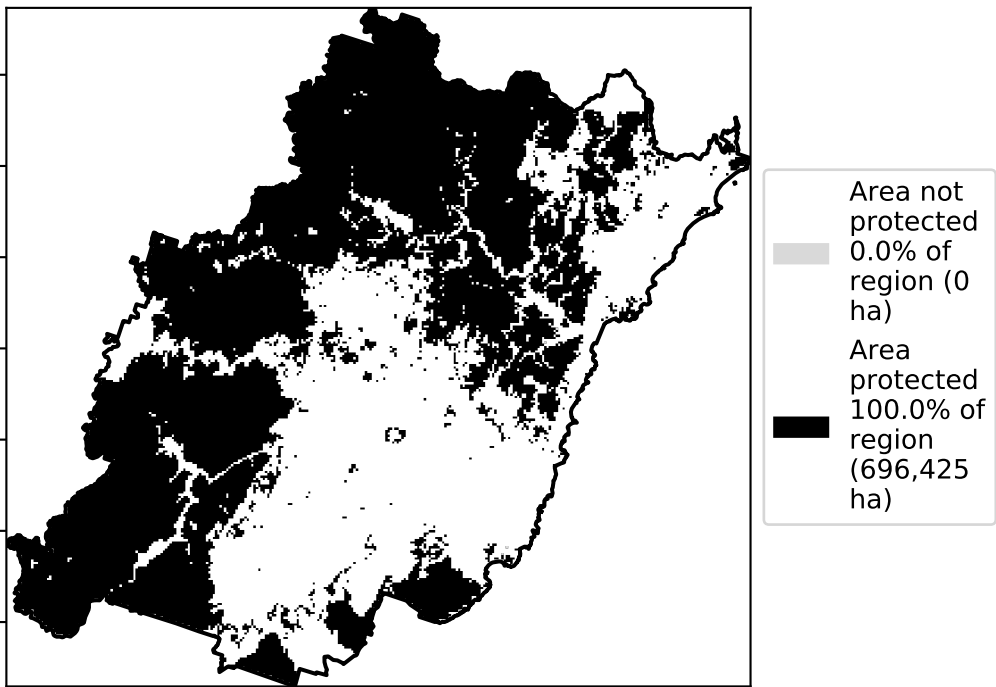 Area not
protected
0.0% of
region (0
ha)
Area
protected
100.0% of
region
(696,425
ha)